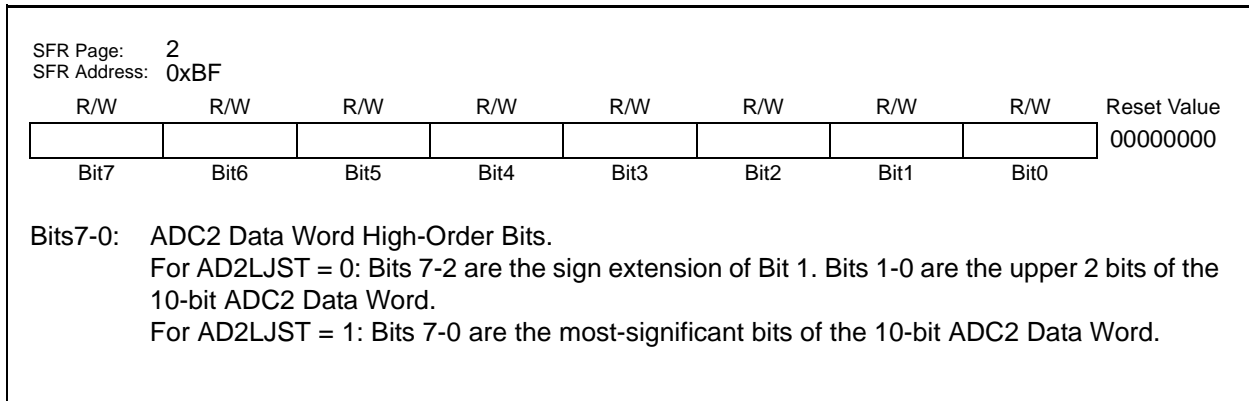 SFR Page: 2
SFR Address: 0xBF
R/W R/W R/W R/W R/W R/W R/W R/W Reset Value
00000000
Bit7 Bit6 Bit5 Bit4 Bit3 Bit2 Bit1 Bit0
Bits7-0: ADC2 Data Word High-Order Bits.
For AD2LJST = 0: Bits 7-2 are the sign extension of Bit 1. Bits 1-0 are the upper 2 bits of the
10-bit ADC2 Data Word.
For AD2LJST = 1: Bits 7-0 are the most-significant bits of the 10-bit ADC2 Data Word.